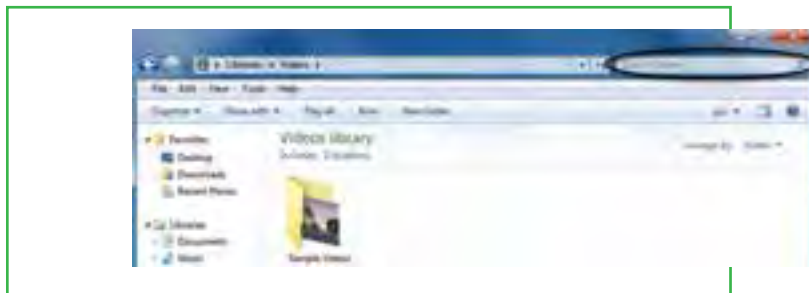 Libraries Videos
File Edit View Tools Help
Organize Share with Play all Burn New folder
Favorites
Desktop
Downloads
Recent Places
Libraries
Documents
Music
Videos library
Includes: 2 locations
Arrange by: Folder
Sample Videos